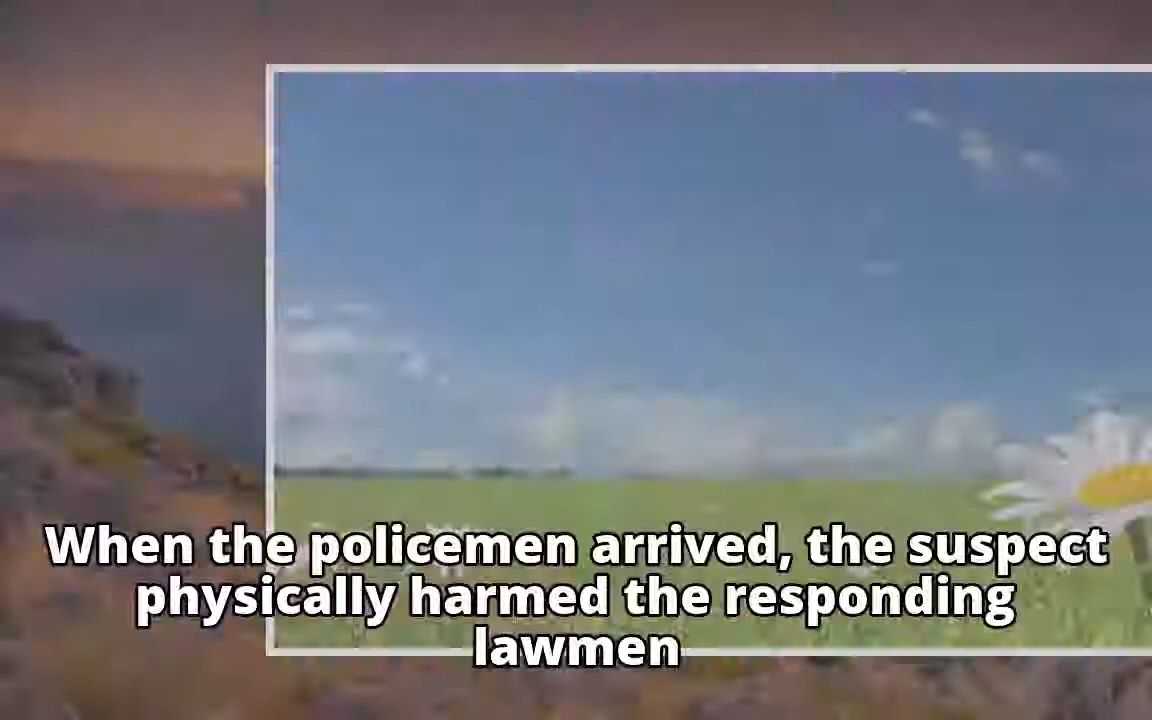 When the policemen arrived, the suspect
physically harmed the responding
lawmen